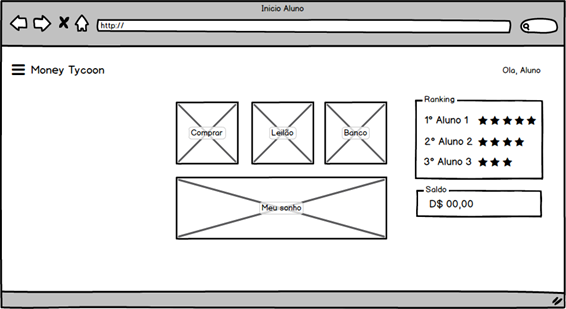 Inicio Aluno
http://
Money Tycoon
Ola, Aluno
Comprar
Leilão
Banco
Meu sonho
Ranking
1º Aluno 1
2º Aluno 2
3º Aluno 3
Saldo
D$ 00,00